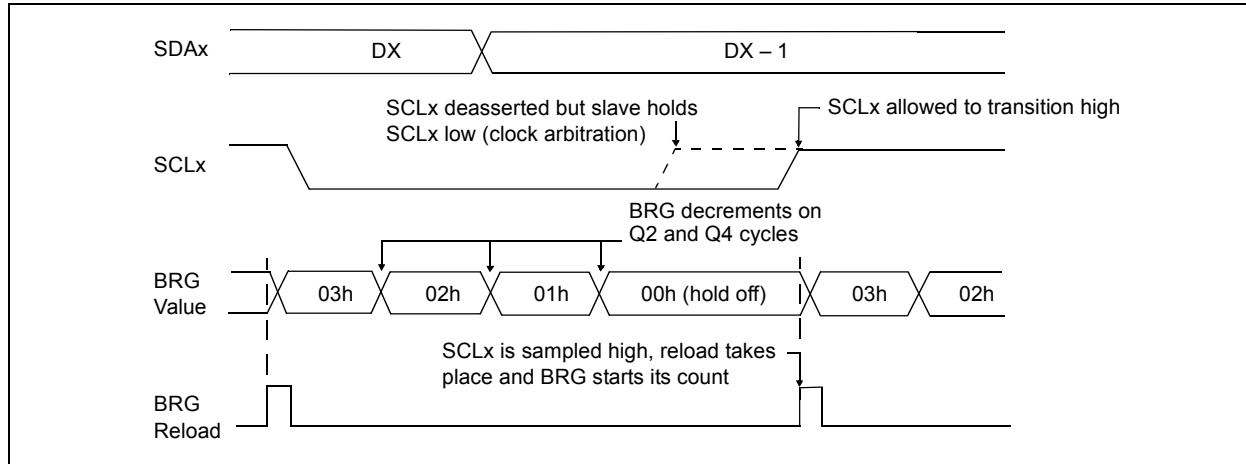 SDAx
DX
DX – 1
SCLx deasserted but slave holds
SCLx low (clock arbitration)
SCLx allowed to transition high
SCLx
BRG decrements on
Q2 and Q4 cycles
BRG
Value
03h
02h
01h
00h (hold off)
03h
02h
SCLx is sampled high, reload takes
place and BRG starts its count
BRG
Reload